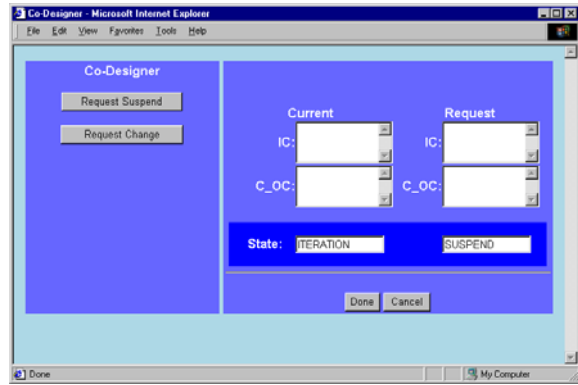 Co-Designer - Microsoft Internet Explorer
File Edit View Favorites Tools Help
Co-Designer
Request Suspend
Request Change
Current Request
IC: IC:
C_OC: C_OC:
State: ITERATION SUSPEND
Done Cancel
Done My Computer